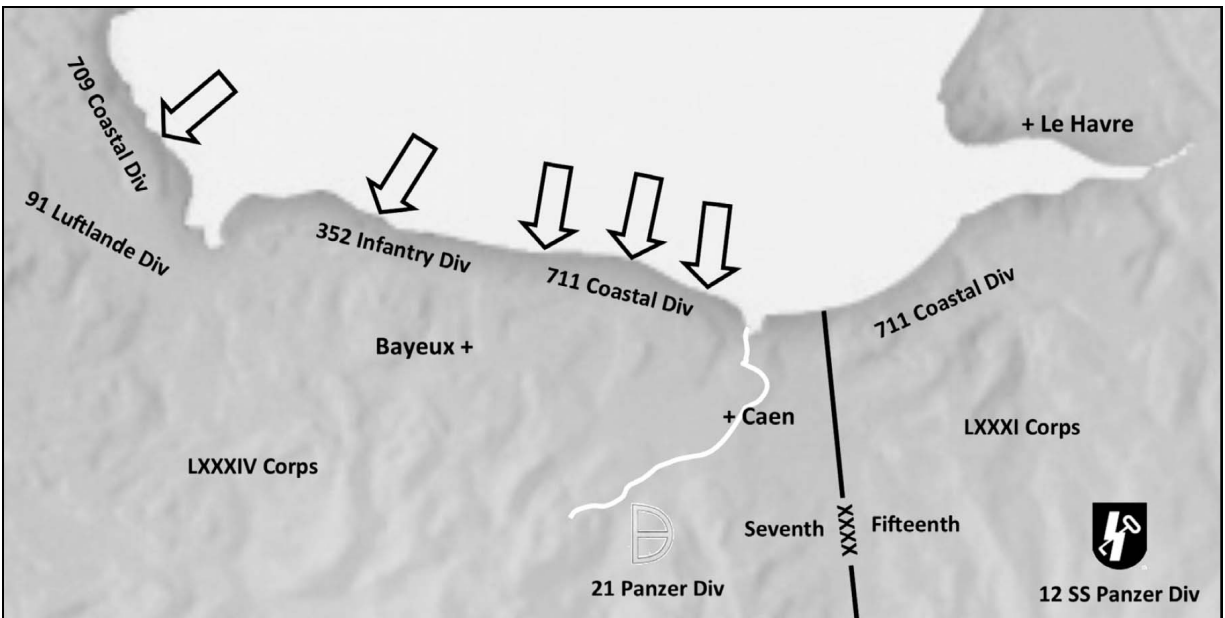 709 Coastal Div
+ Le Havre
91 Luftlande Div
352 Infantry Div
711 Coastal Div
711 Coastal Div
Bayeux +
+ Caen
LXXXI Corps
LXXXIV Corps
Seventh
XXXX
Fifteenth
21 Panzer Div
12 SS Panzer Div